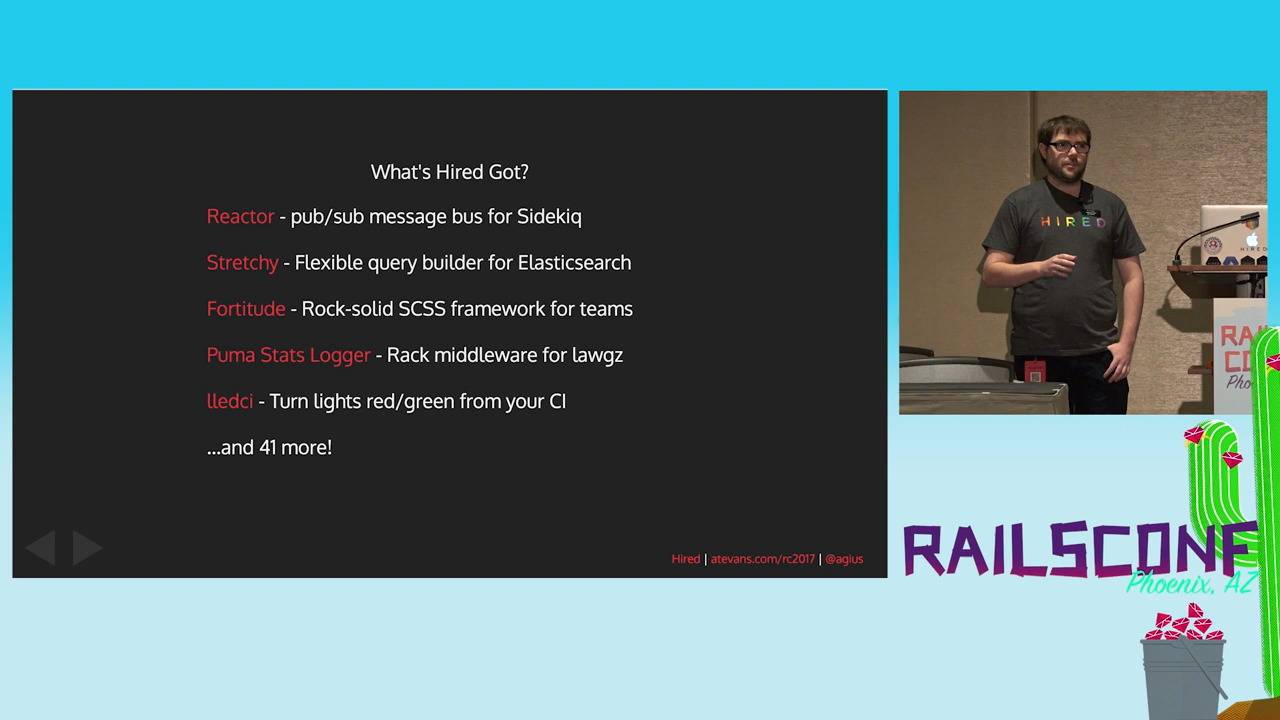 What's Hired Got?
Reactor - pub/sub message bus for Sidekiq
Stretchy - Flexible query builder for Elasticsearch
Fortitude - Rock-solid SCSS framework for teams
Puma Stats Logger - Rack middleware for lawgz
lledci - Turn lights red/green from your CI
...and 41 more!
Hired | atevans.com/rc2017 | @agius
HIRED
HIRED
RAILSCONF
Phoenix, AZ